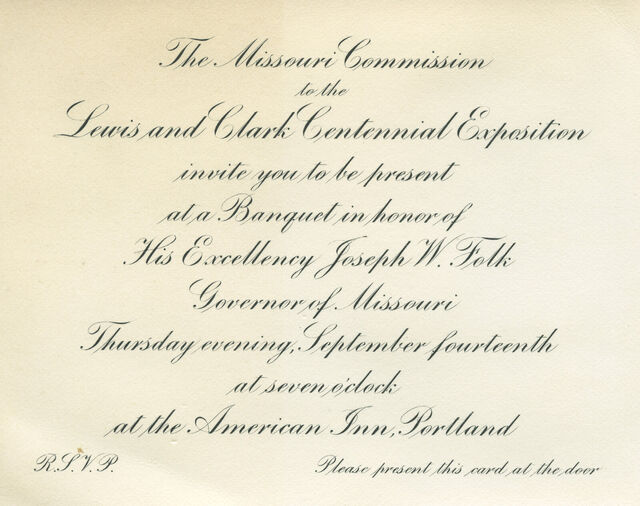 The Missouri Commission
to the
Lewis and Clark Centennial Exposition
invite you to be present
at a Banquet in honor of
His Excellency Joseph W. Folk
Governor of Missouri
Thursday evening, September fourteenth
at seven o'clock
at the American Inn, Portland
R.S.V.P. Please present this card at the door